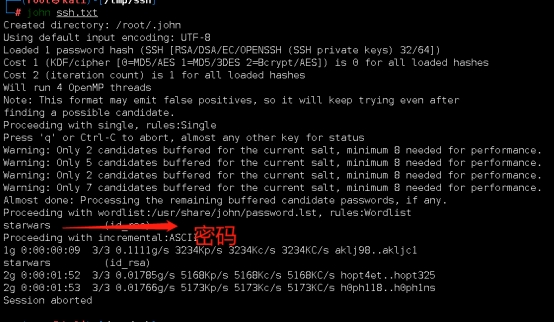 (root㉿kali)-[/tmp/ssh]
# john ssh.txt
Created directory: /root/.john
Using default input encoding: UTF-8
Loaded 1 password hash (SSH [RSA/DSA/EC/OPENSSH (SSH private keys) 32/64])
Cost 1 (KDF/cipher [0=MD5/AES 1=MD5/3DES 2=Bcrypt/AES]) is 0 for all loaded hashes
Cost 2 (iteration count) is 1 for all loaded hashes
Will run 4 OpenMP threads
Note: This format may emit false positives, so it will keep trying even after
finding a possible candidate.
Proceeding with single, rules:Single
Press 'q' or Ctrl-C to abort, almost any other key for status
Warning: Only 2 candidates buffered for the current salt, minimum 8 needed for performance.
Warning: Only 5 candidates buffered for the current salt, minimum 8 needed for performance.
Warning: Only 2 candidates buffered for the current salt, minimum 8 needed for performance.
Warning: Only 7 candidates buffered for the current salt, minimum 8 needed for performance.
Almost done: Processing the remaining buffered candidate passwords, if any.
Proceeding with wordlist:/usr/share/john/password.lst, rules:Wordlist
starwars (id_rsa)
密码
Proceeding with incremental:ASCII
1g 0:00:00:09 3/3 0.1111g/s 3234Kp/s 3234Kc/s 3234KC/s aklj98..akljc1
starwars (id_rsa)
2g 0:00:01:52 3/3 0.01785g/s 5168Kp/s 5168Kc/s 5168KC/s hopt4et..hopt325
2g 0:00:01:53 3/3 0.01766g/s 5173Kp/s 5173Kc/s 5173KC/s h0ph118..h0ph1ns
Session aborted